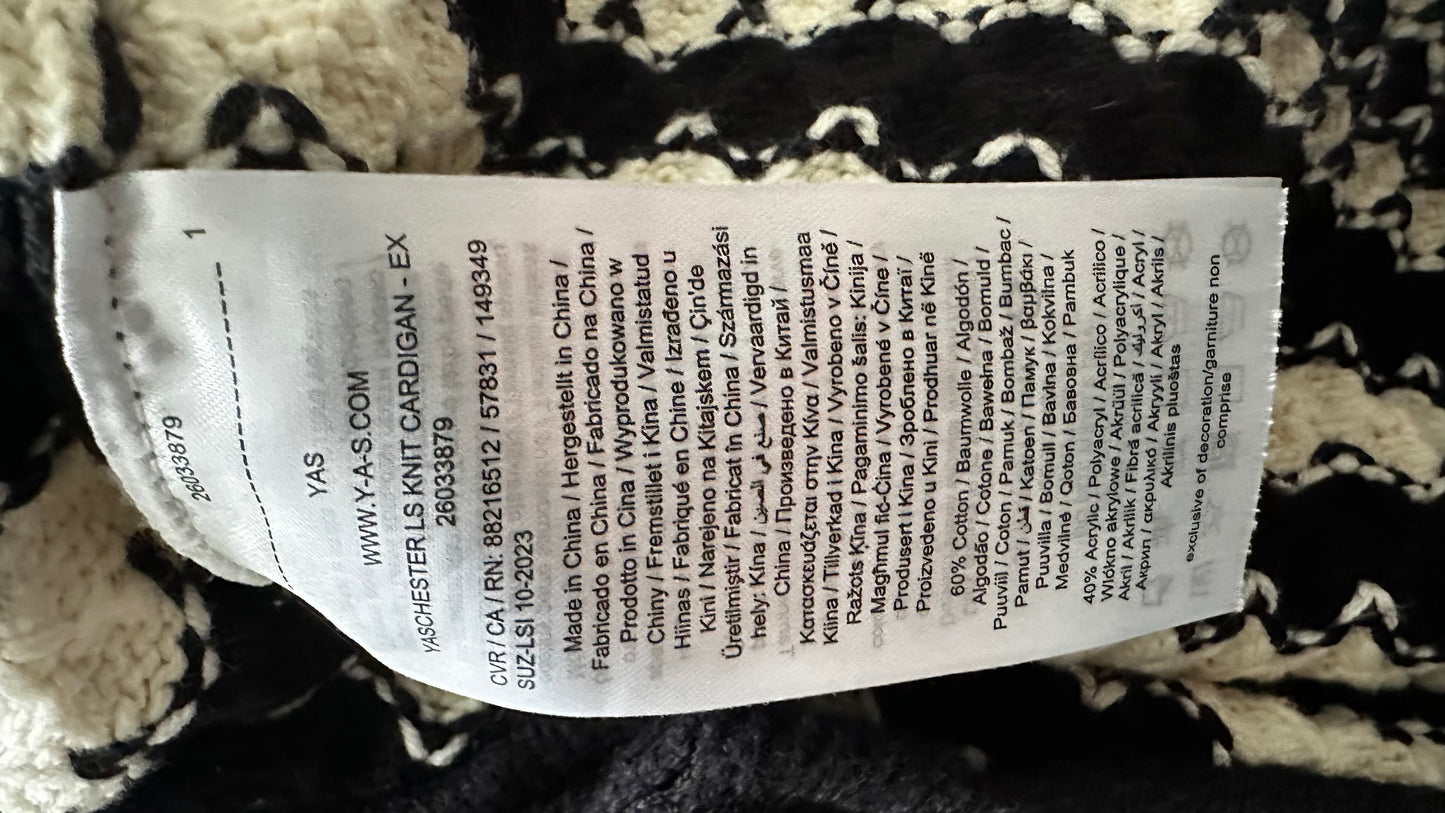 26033879
1
YAS
WWW.Y-A-S.COM
YASCHESTER LS KNIT CARDIGAN - EX
26033879
CVR / CA / RN: 88216512 / 57831 / 149349
SUZ-LSI 10-2023
Made in China / Hergestellt in China /
Fabricado en China / Fabricado na China /
Prodotto in Cina / Wyprodukowano w
Chiny / Fremstillet i Kina / Valmistatud
Hiinas / Fabriqué en Chine / Izrađeno u
Kini / Narejeno na Kitajskem / Çin'de
Üretilmiştir / Fabricat în China / Származási
hely: Kína / صنع في الصين / Vervaardigd in
China / Произведено в Китай /
Κατασκευάζεται στην Κίνα / Valmistusmaa
Kiina / Tillverkad i Kina / Vyrobeno v Číně /
Ražots Ķīna / Pagaminimo šalis: Kinija /
Magħmul fiċ-Ċina / Vyrobené v Číne /
Produsert i Kina / Зроблено в Китаї /
Proizvedeno u Kini / Prodhuar në Kinë
60% Cotton / Baumwolle / Algodón /
Algodão / Cotone / Bawełna / Bomuld /
Puuvill / Coton / Pamuk / Bombaž / Bumbac /
Pamut / قطن / Katoen / Памук / βαμβάκι /
Puuvilla / Bomull / Bavlna / Kokvilna /
Medvilnė / Qoton / Бавовна / Pambuk
40% Acrylic / Polyacryl / Acrílico / Acrilico /
Włókno akrylowe / Akrüül / Polyacrylique /
Akril / Akrilik / Fibră acrilică / أكريليك / Acryl /
Акрил / ακρυλικό / Akryyli / Akryl / Akrils /
Akrilinis pluoštas
exclusive of decoration/garniture non
comprise